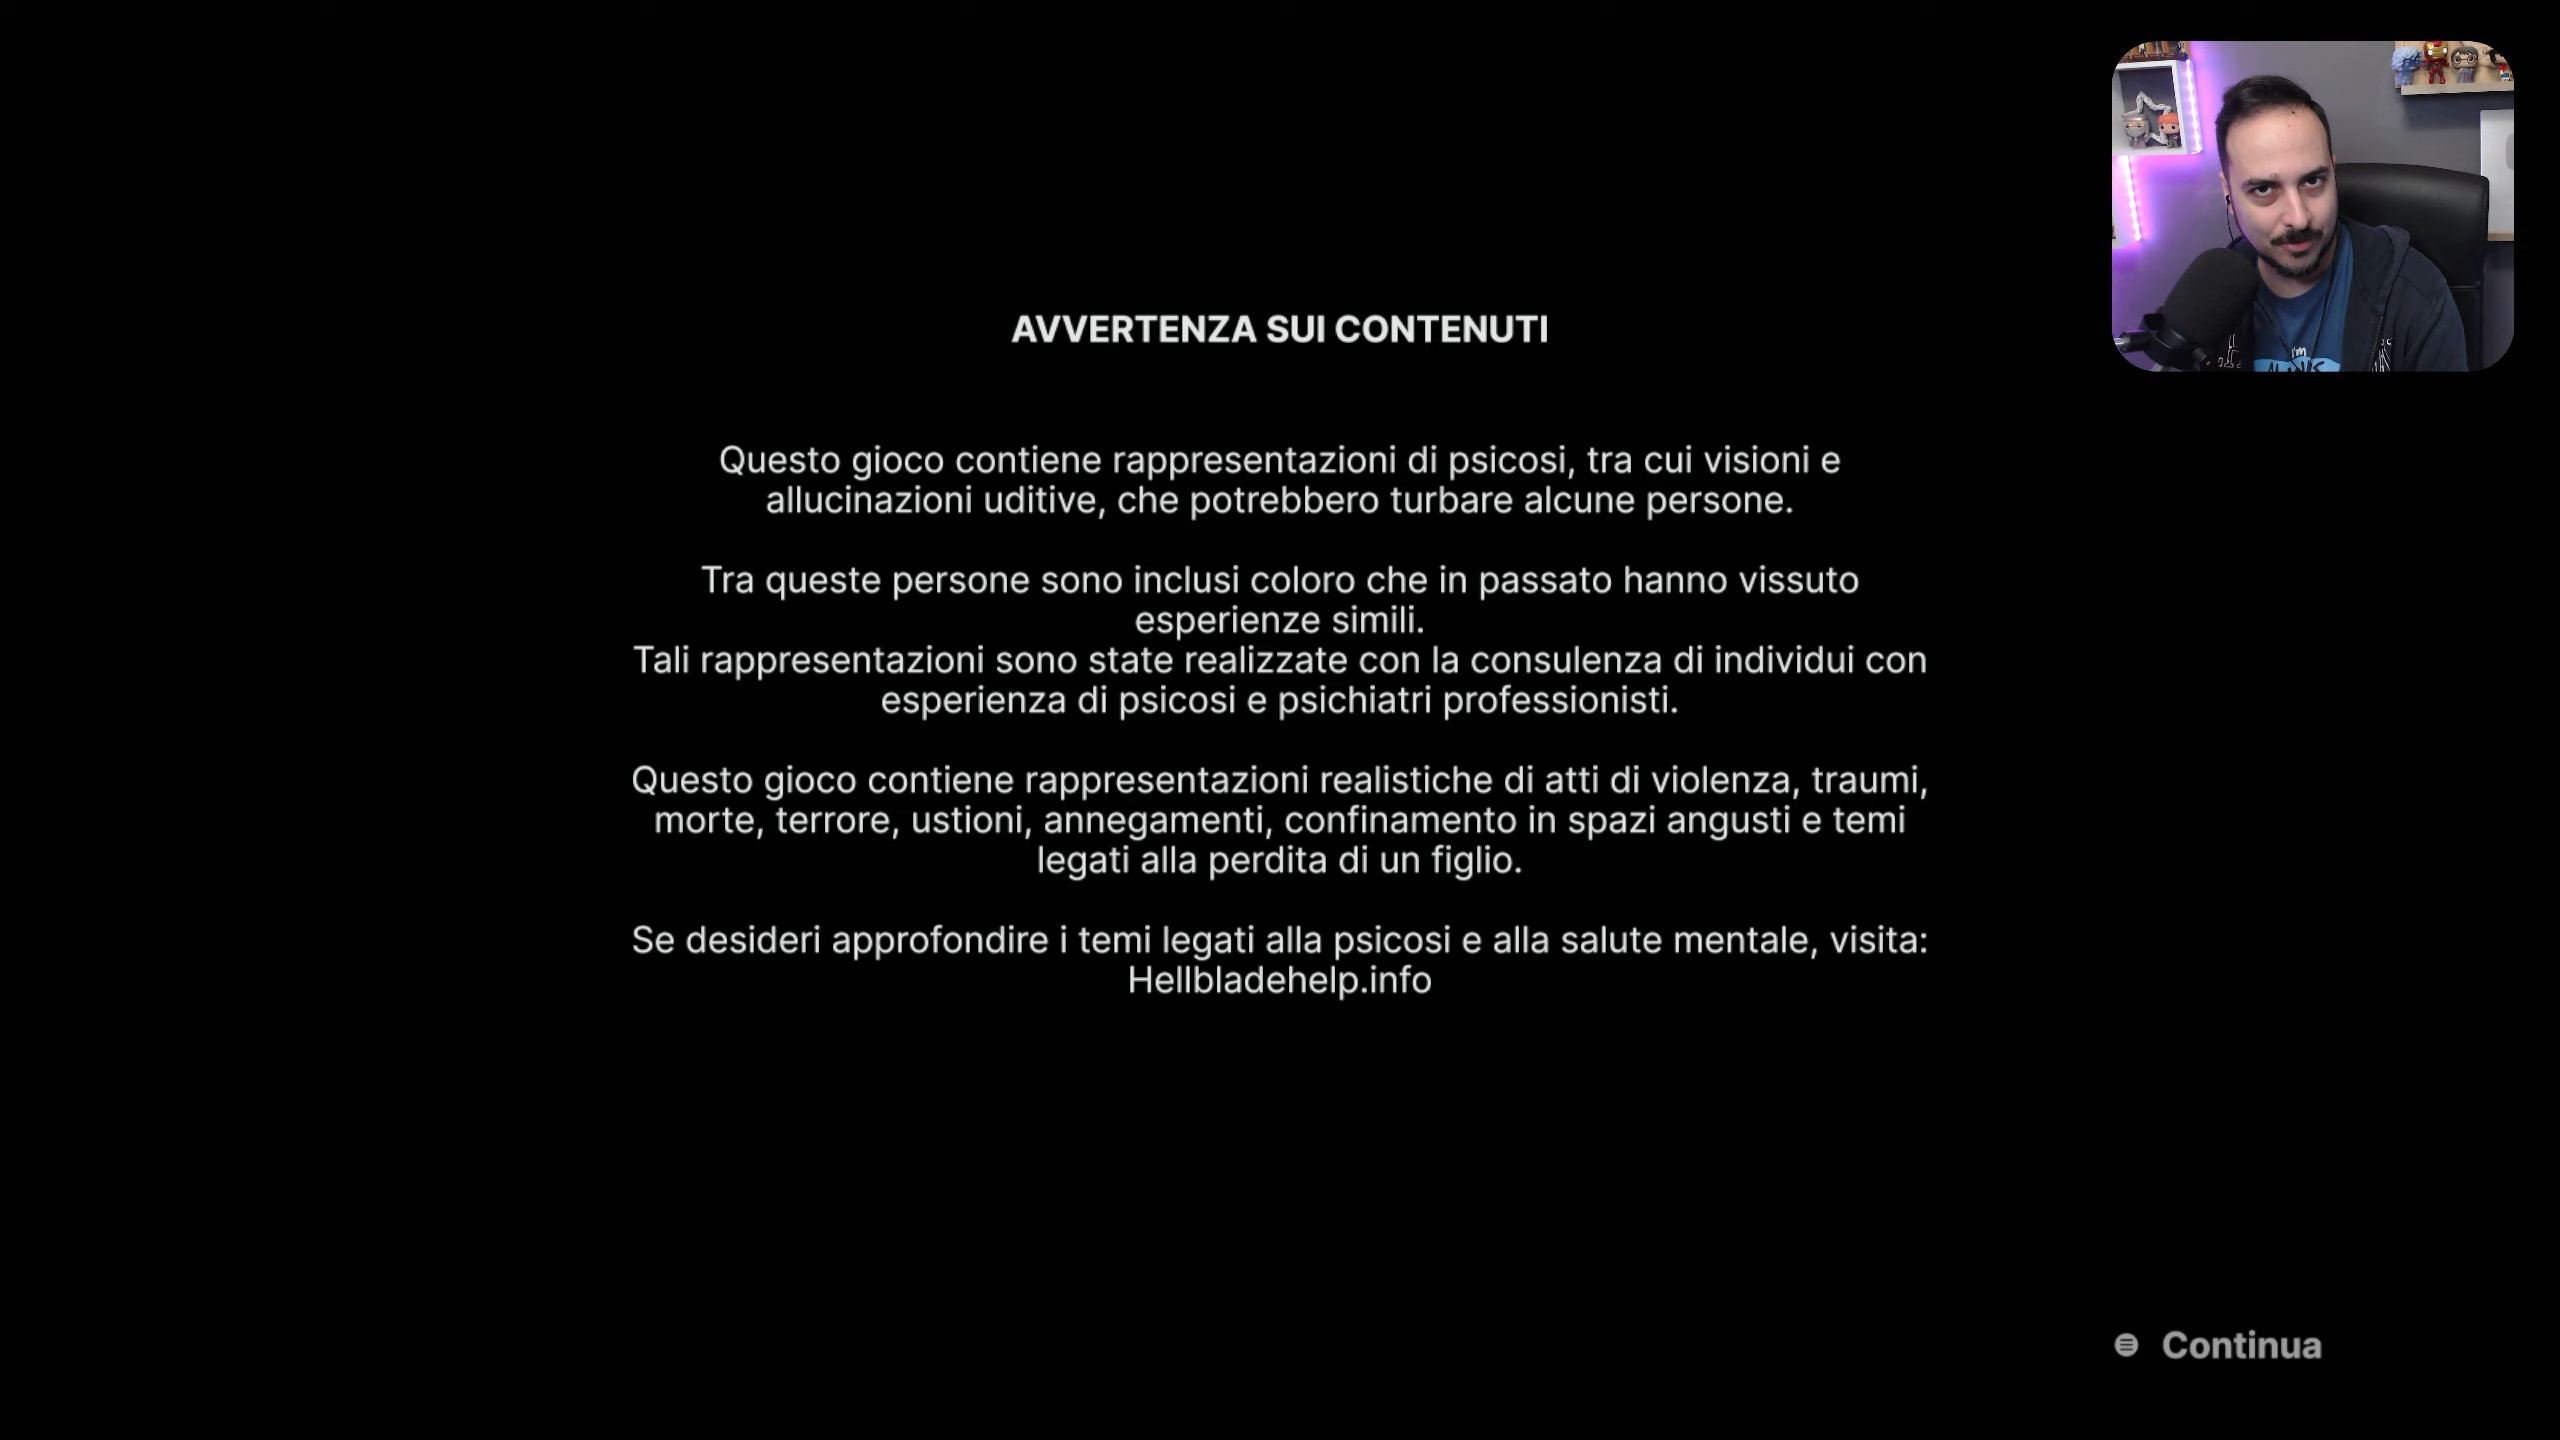 AVVERTENZA SUI CONTENUTI
Questo gioco contiene rappresentazioni di psicosi, tra cui visioni e
allucinazioni uditive, che potrebbero turbare alcune persone.
Tra queste persone sono inclusi coloro che in passato hanno vissuto
esperienze simili.
Tali rappresentazioni sono state realizzate con la consulenza di individui con
esperienza di psicosi e psichiatri professionisti.
Questo gioco contiene rappresentazioni realistiche di atti di violenza, traumi,
morte, terrore, ustioni, annegamenti, confinamento in spazi angusti e temi
legati alla perdita di un figlio.
Se desideri approfondire i temi legati alla psicosi e alla salute mentale, visita:
Hellbladehelp.info
I'm
Continua